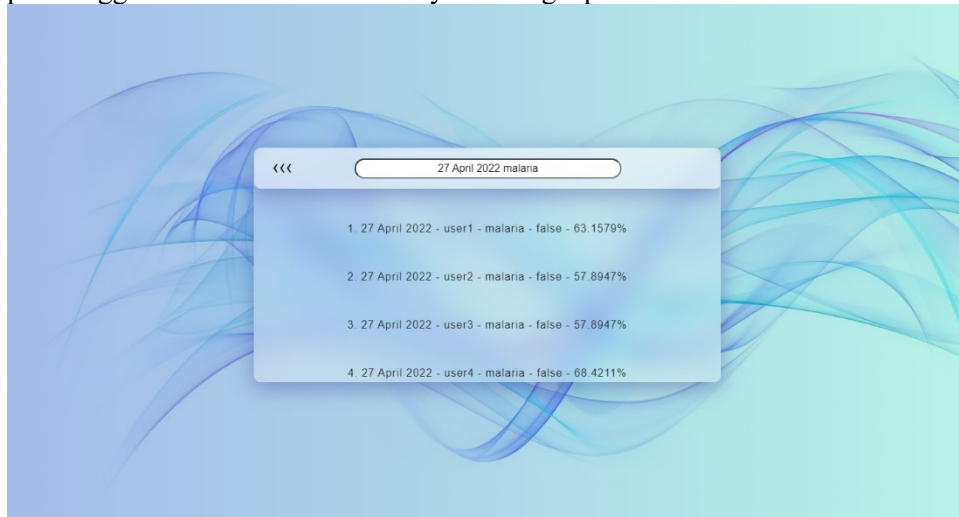 ‹‹‹ 27 April 2022 malaria
1. 27 April 2022 - user1 - malaria - false - 63.1579%
2. 27 April 2022 - user2 - malaria - false - 57.8947%
3. 27 April 2022 - user3 - malaria - false - 57.8947%
4. 27 April 2022 - user4 - malaria - false - 68.4211%